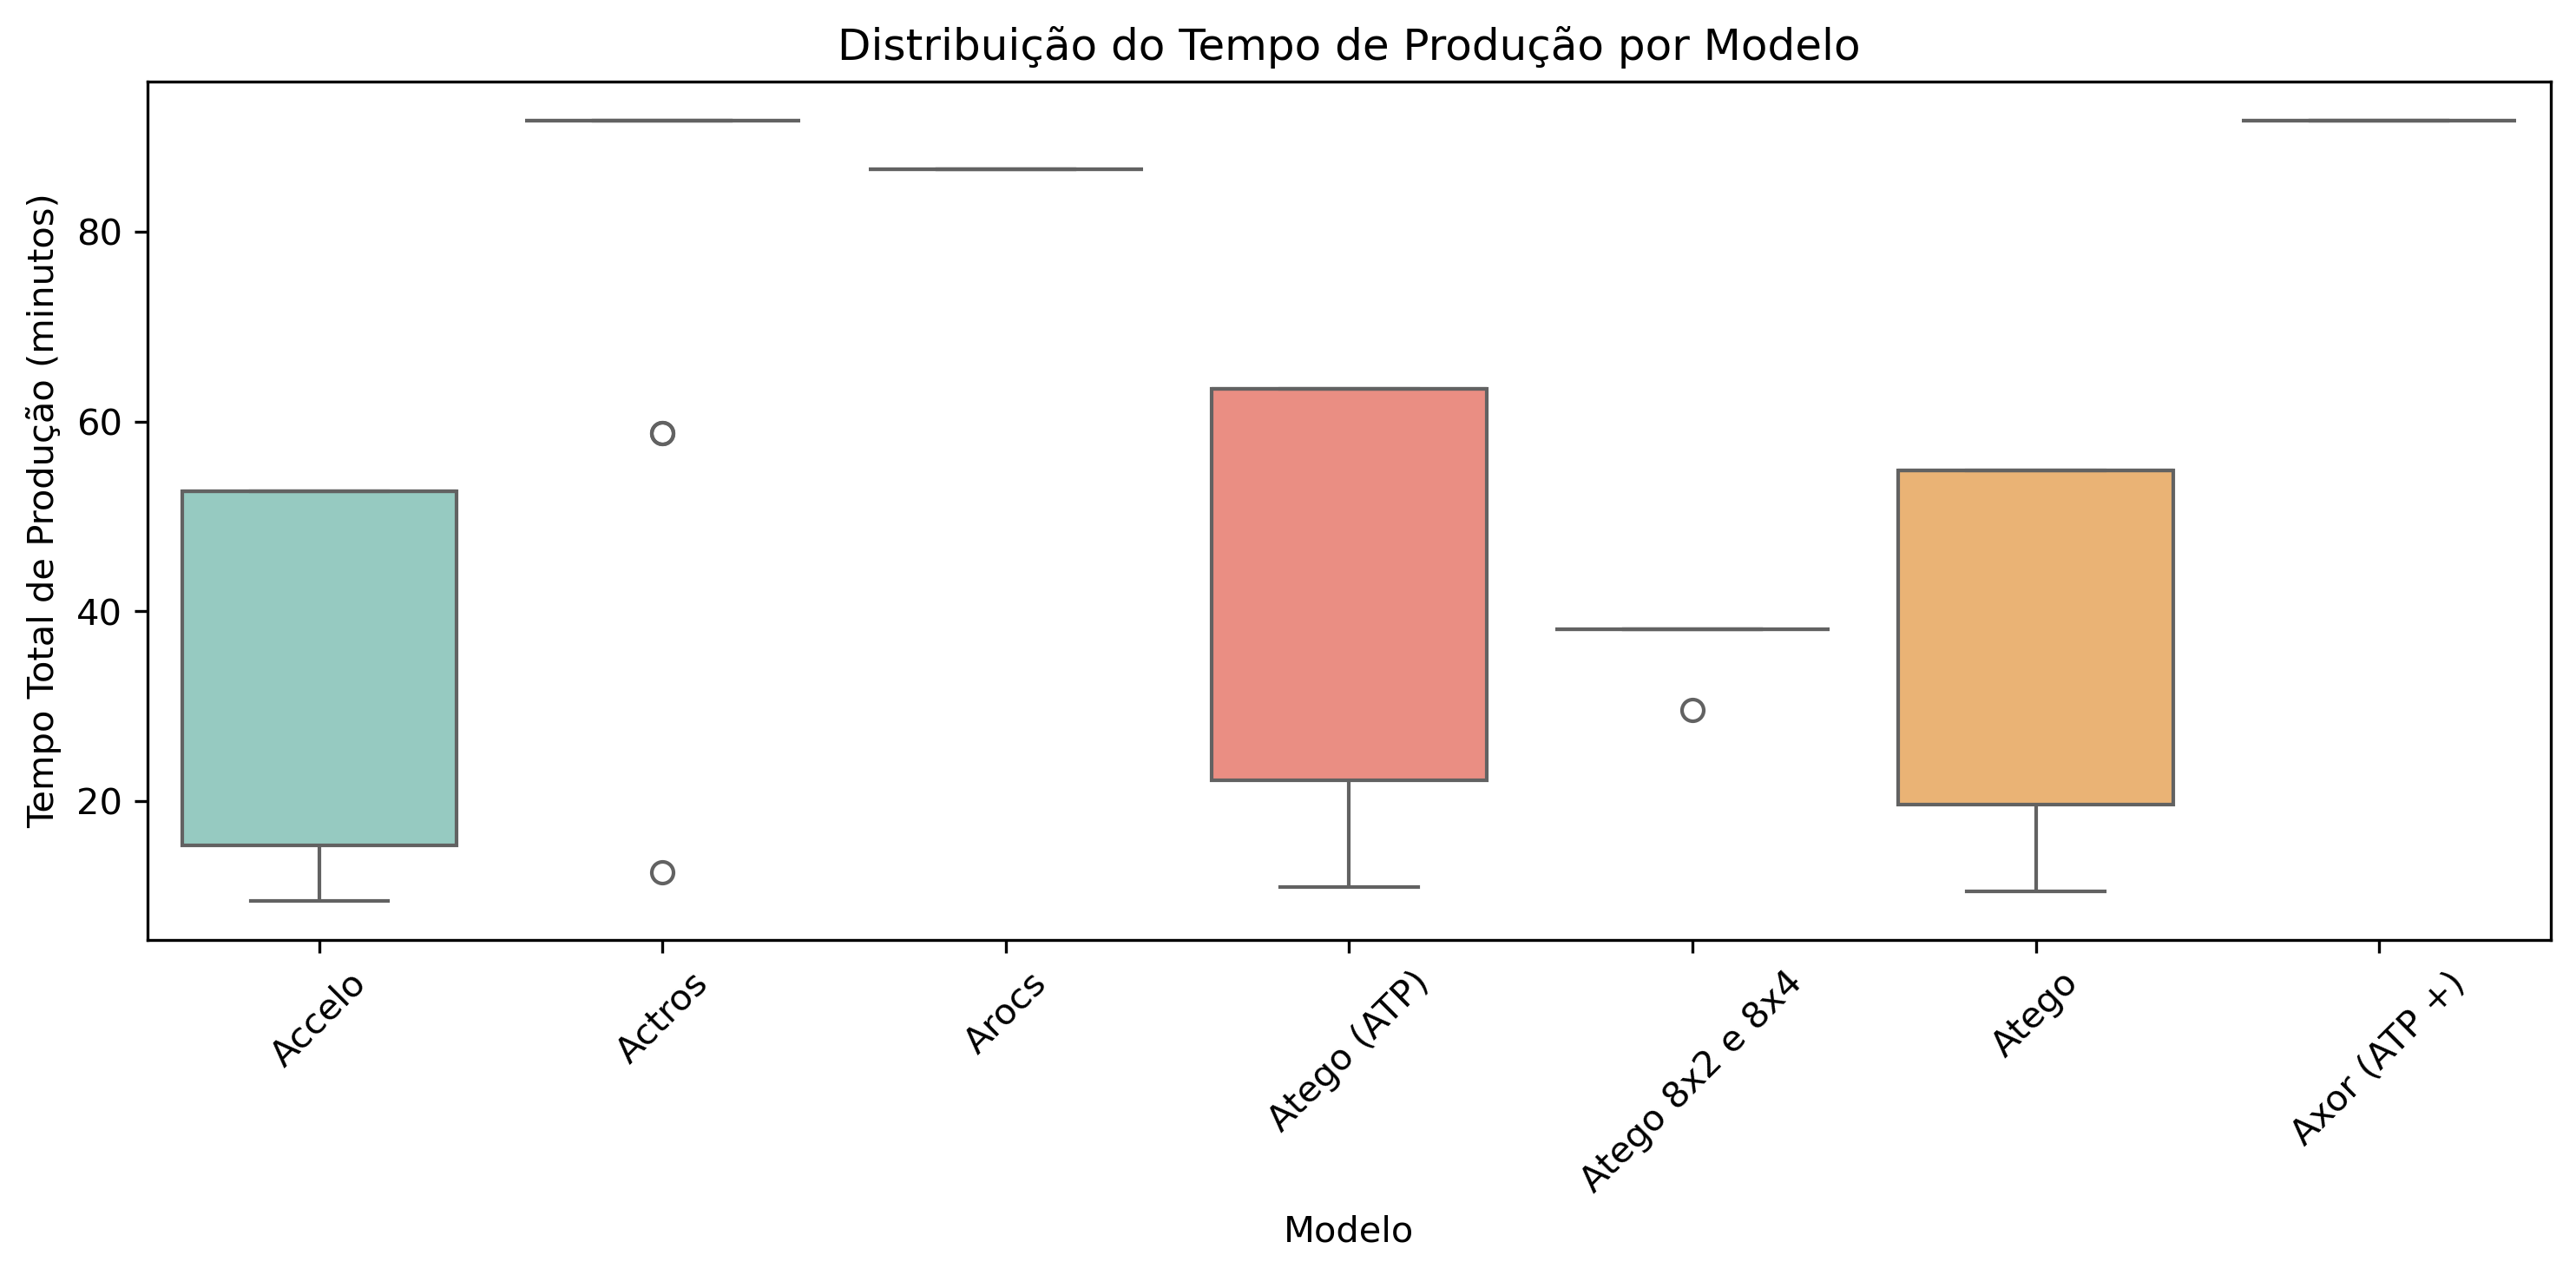 Distribuição do Tempo de Produção por Modelo
Tempo Total de Produção (minutos)
80
60
40
20
Accelo
Actros
Arocs
Atego (ATP)
Atego 8x2 e 8x4
Atego
Axor (ATP +)
Modelo